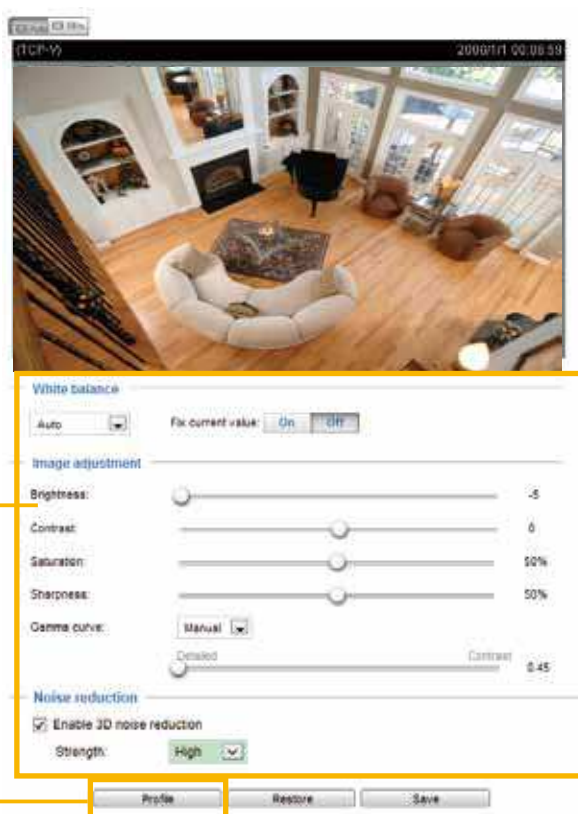 (TCP-V) 2006/1/1 00:08:59
White balance
Auto Fix current value: On Off
Image adjustment
Brightness: -5
Contrast: 0
Saturation: 50%
Sharpness: 50%
Gamma curve: Manual
Detailed Contrast 0.45
Noise reduction
Enable 3D noise reduction
Strength: High
Profile Restore Save